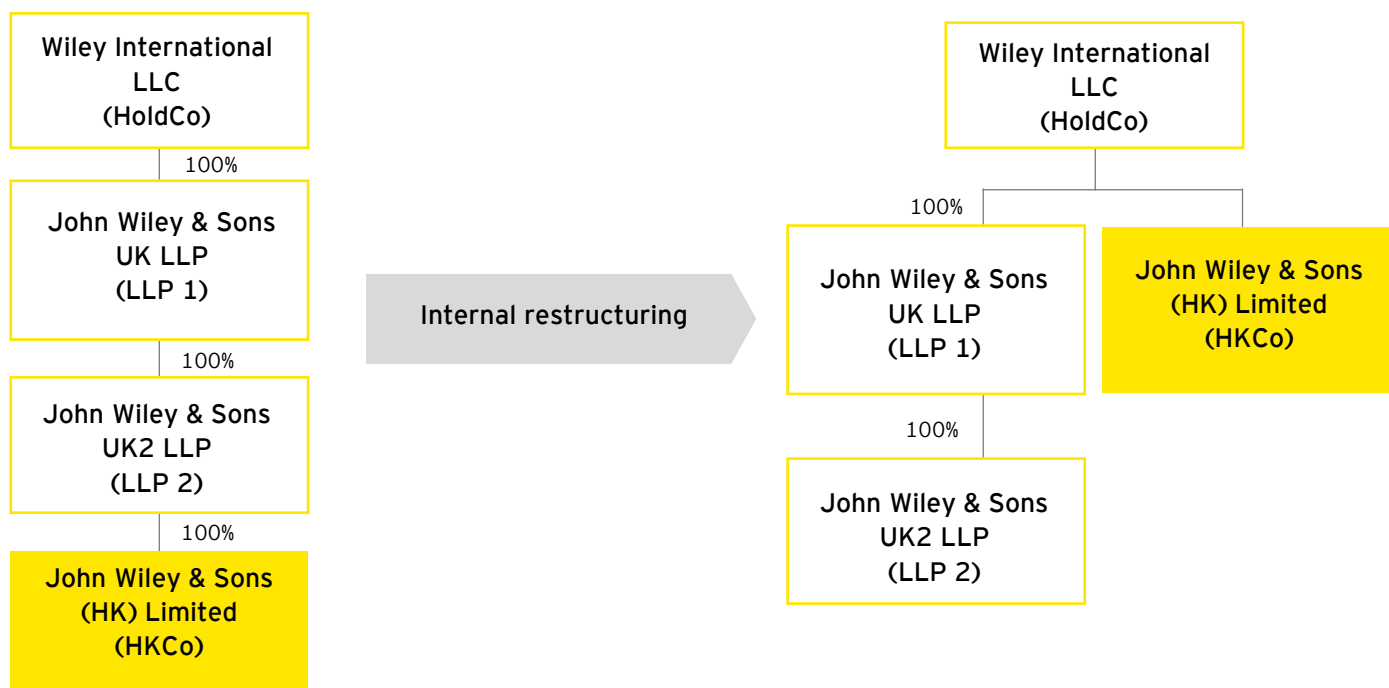 Wiley International
LLC
(HoldCo)
100%
John Wiley & Sons
UK LLP
(LLP 1)
100%
John Wiley & Sons
UK2 LLP
(LLP 2)
100%
John Wiley & Sons
(HK) Limited
(HKCo)
Internal restructuring
Wiley International
LLC
(HoldCo)
100%
John Wiley & Sons
UK LLP
(LLP 1)
John Wiley & Sons
(HK) Limited
(HKCo)
100%
John Wiley & Sons
UK2 LLP
(LLP 2)